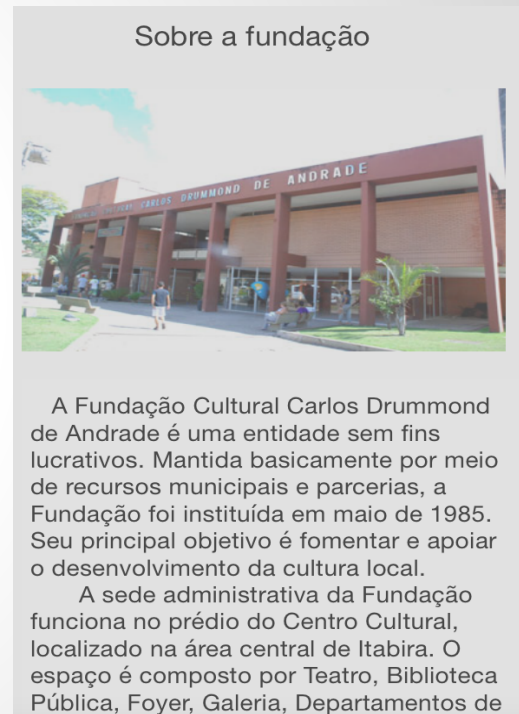 Sobre a fundação
FUNDAÇÃO CULTURAL CARLOS DRUMMOND DE ANDRADE
A Fundação Cultural Carlos Drummond
de Andrade é uma entidade sem fins
lucrativos. Mantida basicamente por meio
de recursos municipais e parcerias, a
Fundação foi instituída em maio de 1985.
Seu principal objetivo é fomentar e apoiar
o desenvolvimento da cultura local.
A sede administrativa da Fundação
funciona no prédio do Centro Cultural,
localizado na área central de Itabira. O
espaço é composto por Teatro, Biblioteca
Pública, Foyer, Galeria, Departamentos de